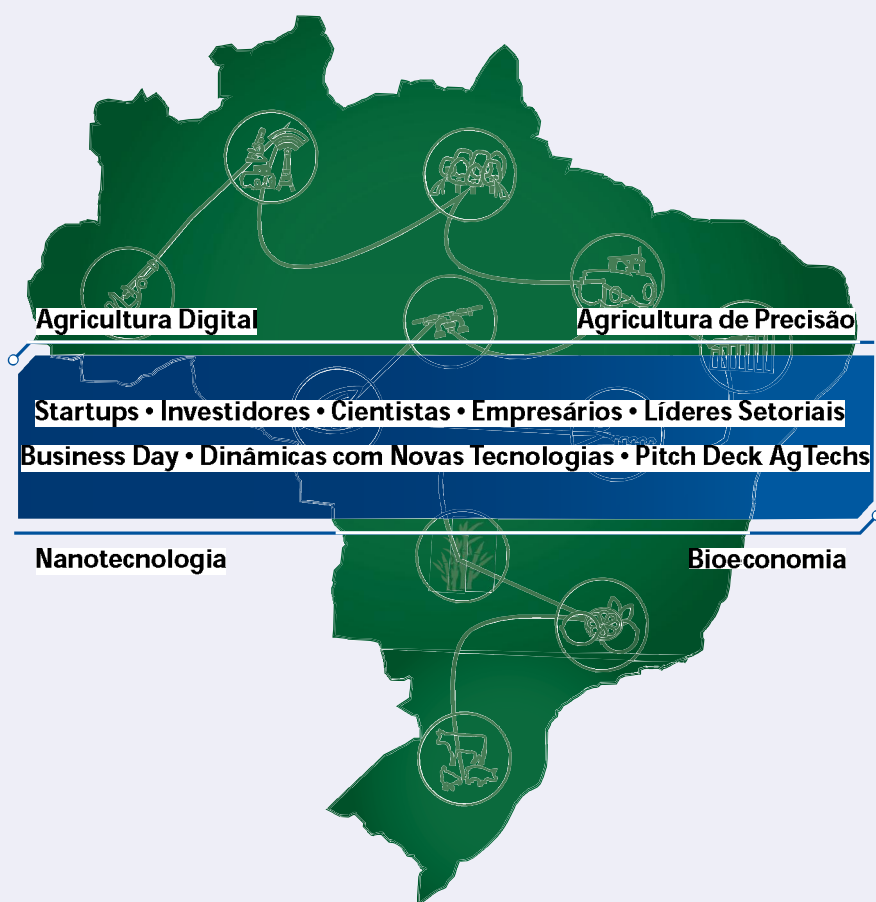 Agricultura Digital
Agricultura de Precisão
Startups • Investidores • Cientistas • Empresários • Líderes Setoriais
Business Day • Dinâmicas com Novas Tecnologias • Pitch Deck AgTechs
Nanotecnologia
Bioeconomia